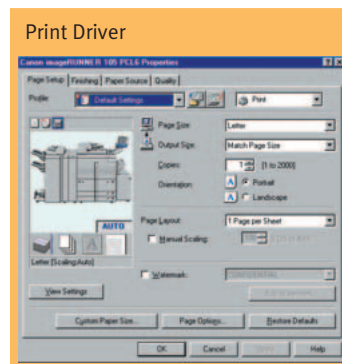 Print Driver
Canon imageRUNNER 105 PCL6 Properties
Page Setup Finishing Paper Source Quality
Profile: Default Settings Print
Page Size: Letter
Output Size: Match Page Size
Copies: 1 [1 to 2000]
Orientation: A Portrait
A Landscape
AUTO
Page Layout: 1 Page per Sheet
Manual Scaling:
Letter [Scaling:Auto]
Watermark: CONFIDENTIAL
View Settings
Custom Paper Size... Page Options... Restore Defaults
OK Cancel Help